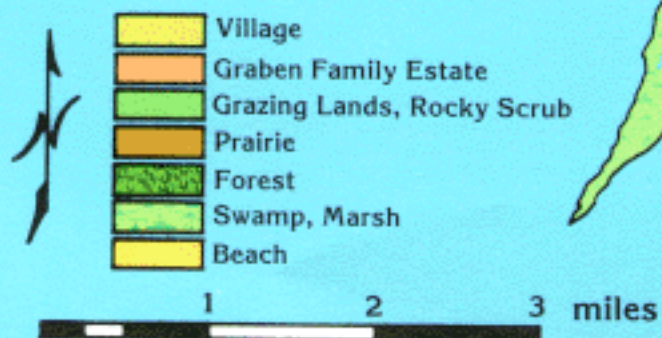 Village
Graben Family Estate
Grazing Lands, Rocky Scrub
Prairie
Forest
Swamp, Marsh
Beach
1 2 3 miles